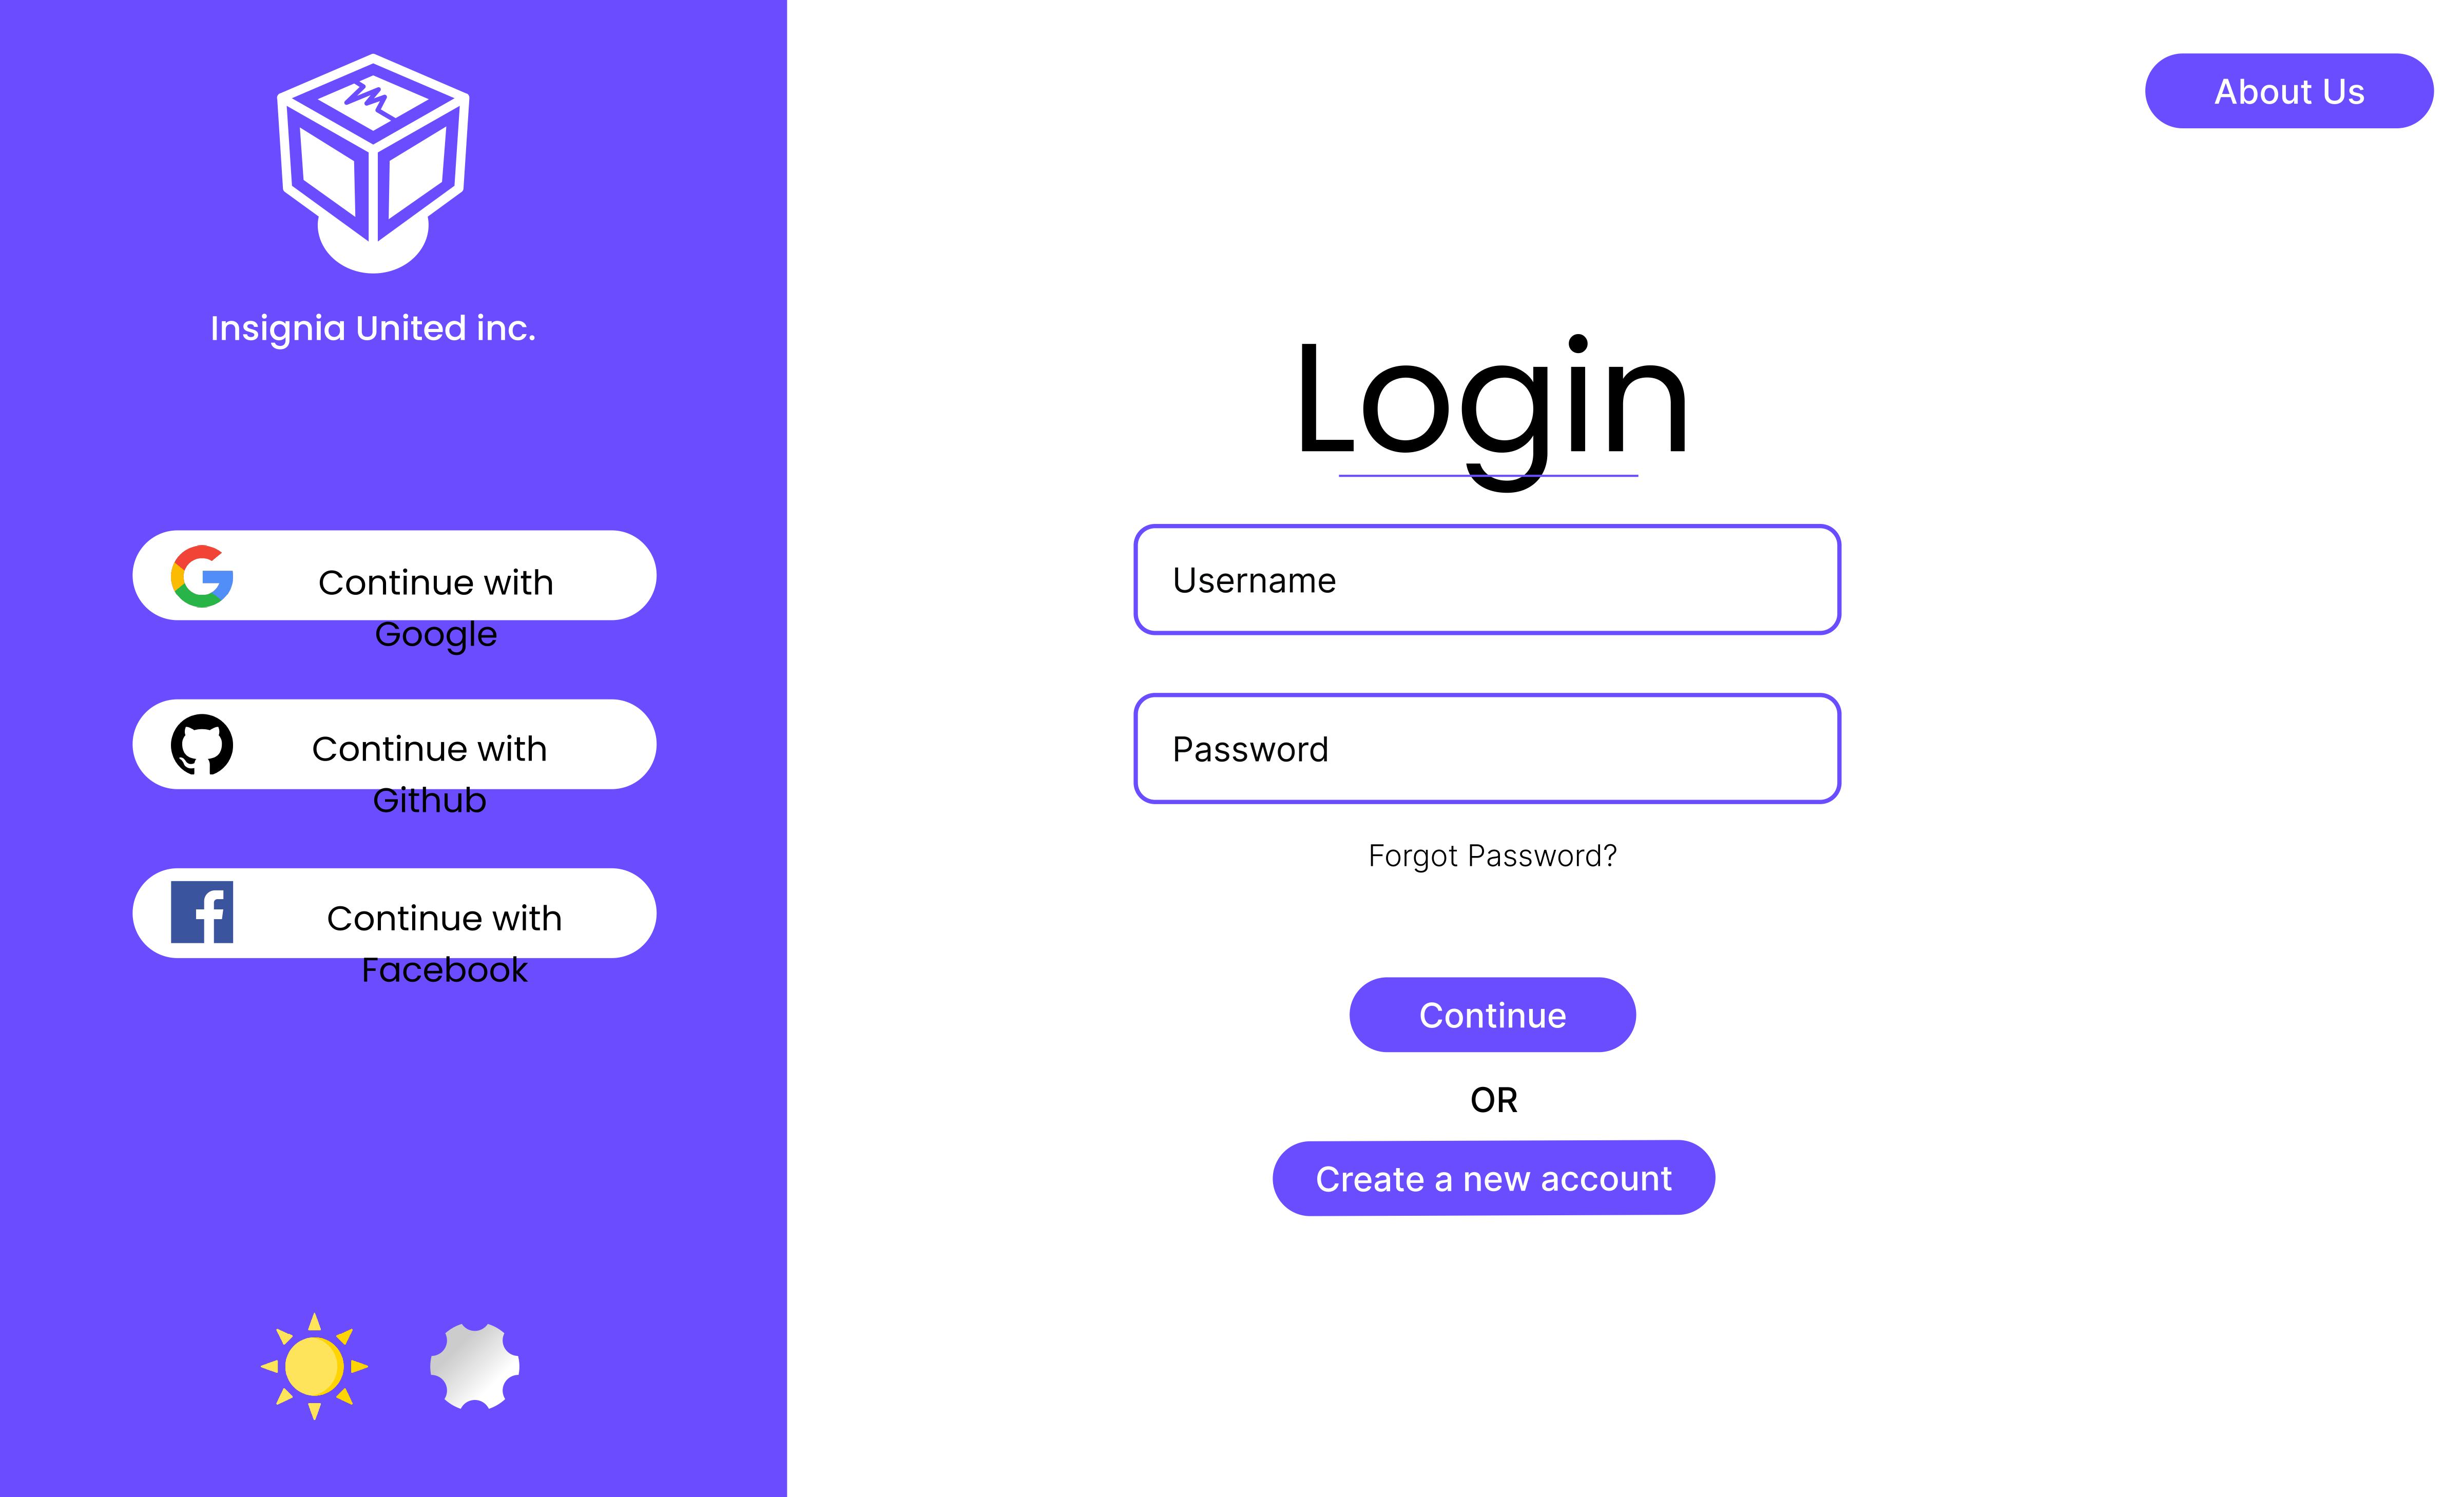 Insignia United inc.
Continue with
Google
Continue with
Github
Continue with
Facebook
About Us
Login
Username
Password
Forgot Password?
Continue
OR
Create a new account